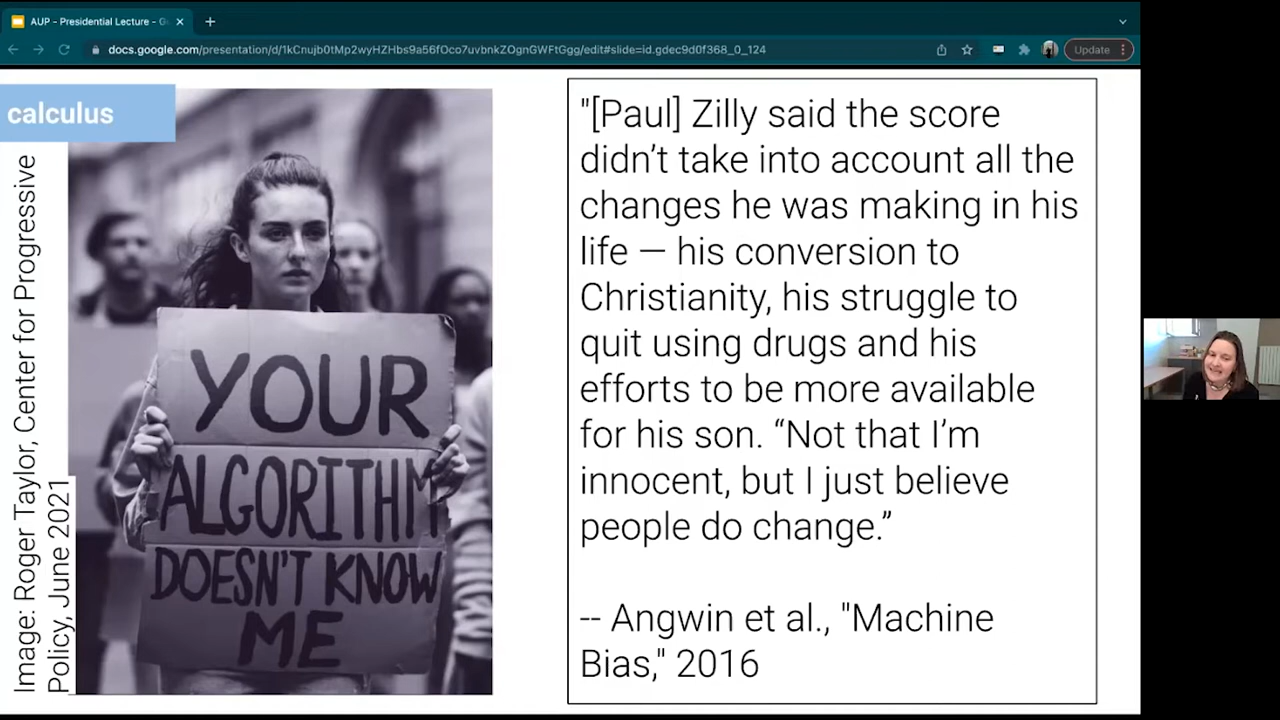 AUP - Presidential Lecture - G
docs.google.com/presentation/d/1kCnujb0tMp2wyHZHbs9a56fOco7uvbnkZOgnGWFtGgg/edit#slide=id.gdec9d0f368_0_124
Update
calculus
Image: Roger Taylor, Center for Progressive
Policy, June 2021
YOUR
ALGORITHM
DOESN'T KNOW
ME
"[Paul] Zilly said the score
didn’t take into account all the
changes he was making in his
life — his conversion to
Christianity, his struggle to
quit using drugs and his
efforts to be more available
for his son. “Not that I’m
innocent, but I just believe
people do change.”
-- Angwin et al., "Machine
Bias," 2016